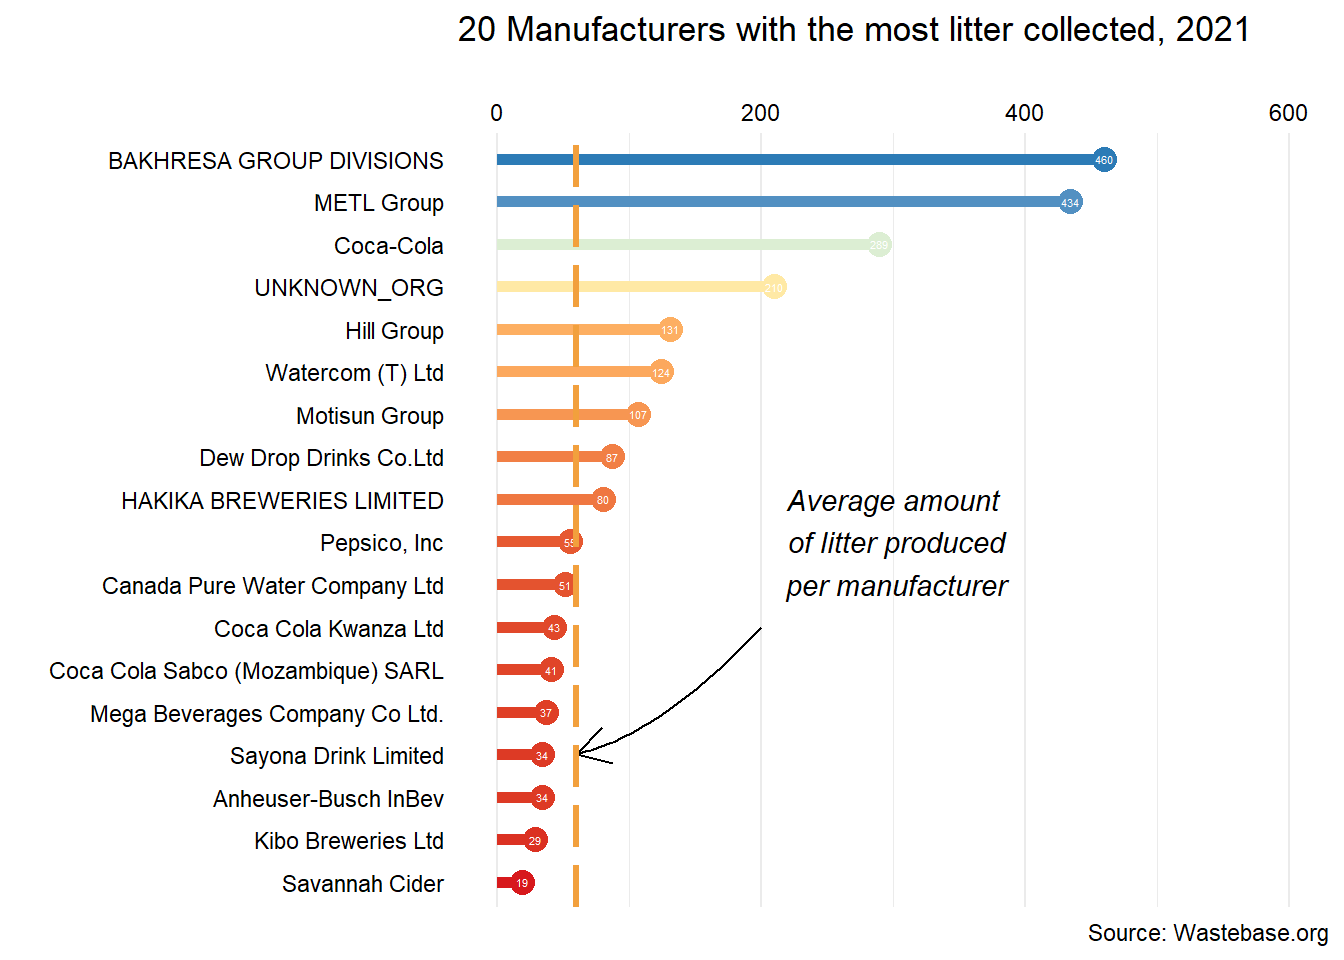 20 Manufacturers with the most litter collected, 2021
0 200 400 600
BAKHRESA GROUP DIVISIONS 460
METL Group 434
Coca-Cola 289
UNKNOWN_ORG 210
Hill Group 131
Watercom (T) Ltd 124
Motisun Group 107
Dew Drop Drinks Co.Ltd 87
HAKIKA BREWERIES LIMITED 80
Average amount
of litter produced
per manufacturer
Pepsico, Inc 55
Canada Pure Water Company Ltd 51
Coca Cola Kwanza Ltd 43
Coca Cola Sabco (Mozambique) SARL 41
Mega Beverages Company Co Ltd. 37
Sayona Drink Limited 34
Anheuser-Busch InBev 34
Kibo Breweries Ltd 29
Savannah Cider 19
Source: Wastebase.org